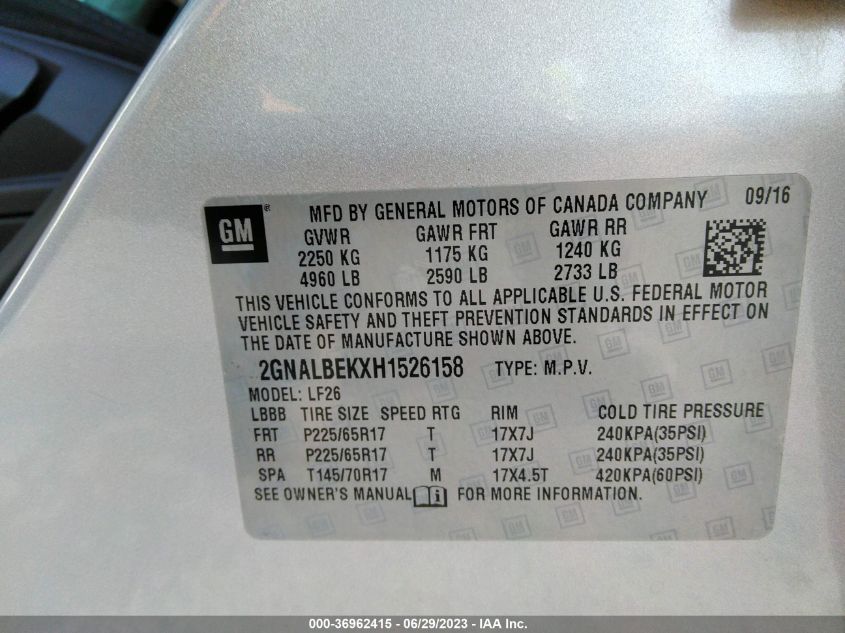 GM ® MFD BY GENERAL MOTORS OF CANADA COMPANY 09/16
GVWR GAWR FRT GAWR RR
2250 KG 1175 KG 1240 KG
4960 LB 2590 LB 2733 LB
THIS VEHICLE CONFORMS TO ALL APPLICABLE U.S. FEDERAL MOTOR
VEHICLE SAFETY AND THEFT PREVENTION STANDARDS IN EFFECT ON
THE DATE OF MANUFACTURE SHOWN ABOVE.
2GNALBEKXH1526158 TYPE: M.P.V.
MODEL: LF26
LBBB TIRE SIZE SPEED RTG RIM COLD TIRE PRESSURE
FRT P225/65R17 T 17X7J 240KPA(35PSI)
RR P225/65R17 T 17X7J 240KPA(35PSI)
SPA T145/70R17 M 17X4.5T 420KPA(60PSI)
SEE OWNER'S MANUAL i FOR MORE INFORMATION.
000-36962415 - 06/29/2023 - IAA Inc.